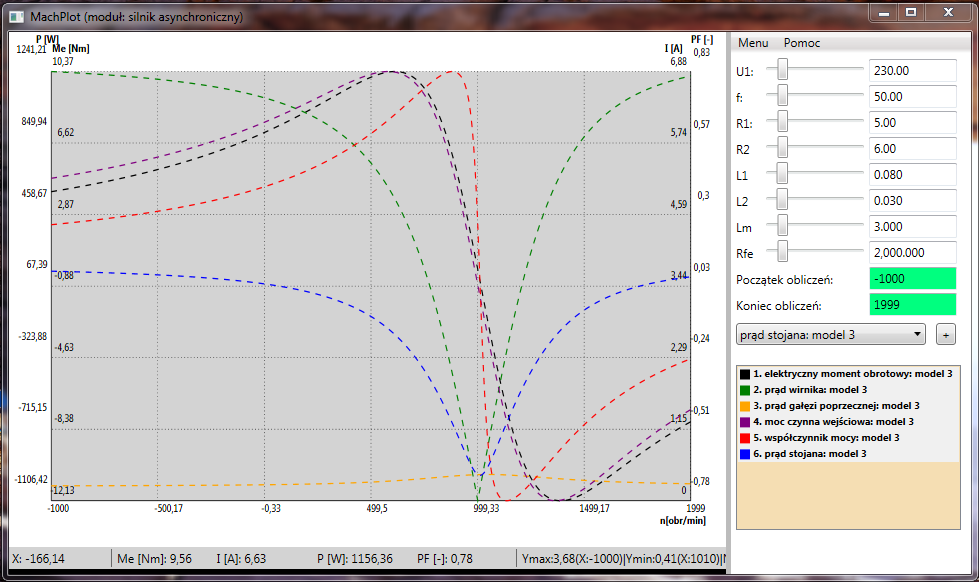 MachPlot (moduł: silnik asynchroniczny)
P [W]
Me [Nm]
I [A]
PF [-]
1241,21
10,37
6,88
0,83
849,94
6,62
5,74
0,57
458,67
2,87
4,59
0,3
67,39
-0,88
3,44
0,03
-323,88
-4,63
2,29
-0,24
-715,15
-8,38
1,15
-0,51
-1106,42
-12,13
0
-0,78
-1000
-500,17
-0,33
499,5
999,33
1499,17
1999
n[obr/min]
Menu Pomoc
U1: 230.00
f: 50.00
R1: 5.00
R2 6.00
L1 0.080
L2 0.030
Lm 3.000
Rfe 2,000.000
Początek obliczeń: -1000
Koniec obliczeń: 1999
prąd stojana: model 3 +
1. elektryczny moment obrotowy: model 3
2. prąd wirnika: model 3
3. prąd gałęzi poprzecznej: model 3
4. moc czynna wejściowa: model 3
5. współczynnik mocy: model 3
6. prąd stojana: model 3
X: -166,14 Me [Nm]: 9,56 I [A]: 6,63 P [W]: 1156,36 PF [-]: 0,78 Ymax:3,68(X:-1000)|Ymin:0,41(X:1010)|